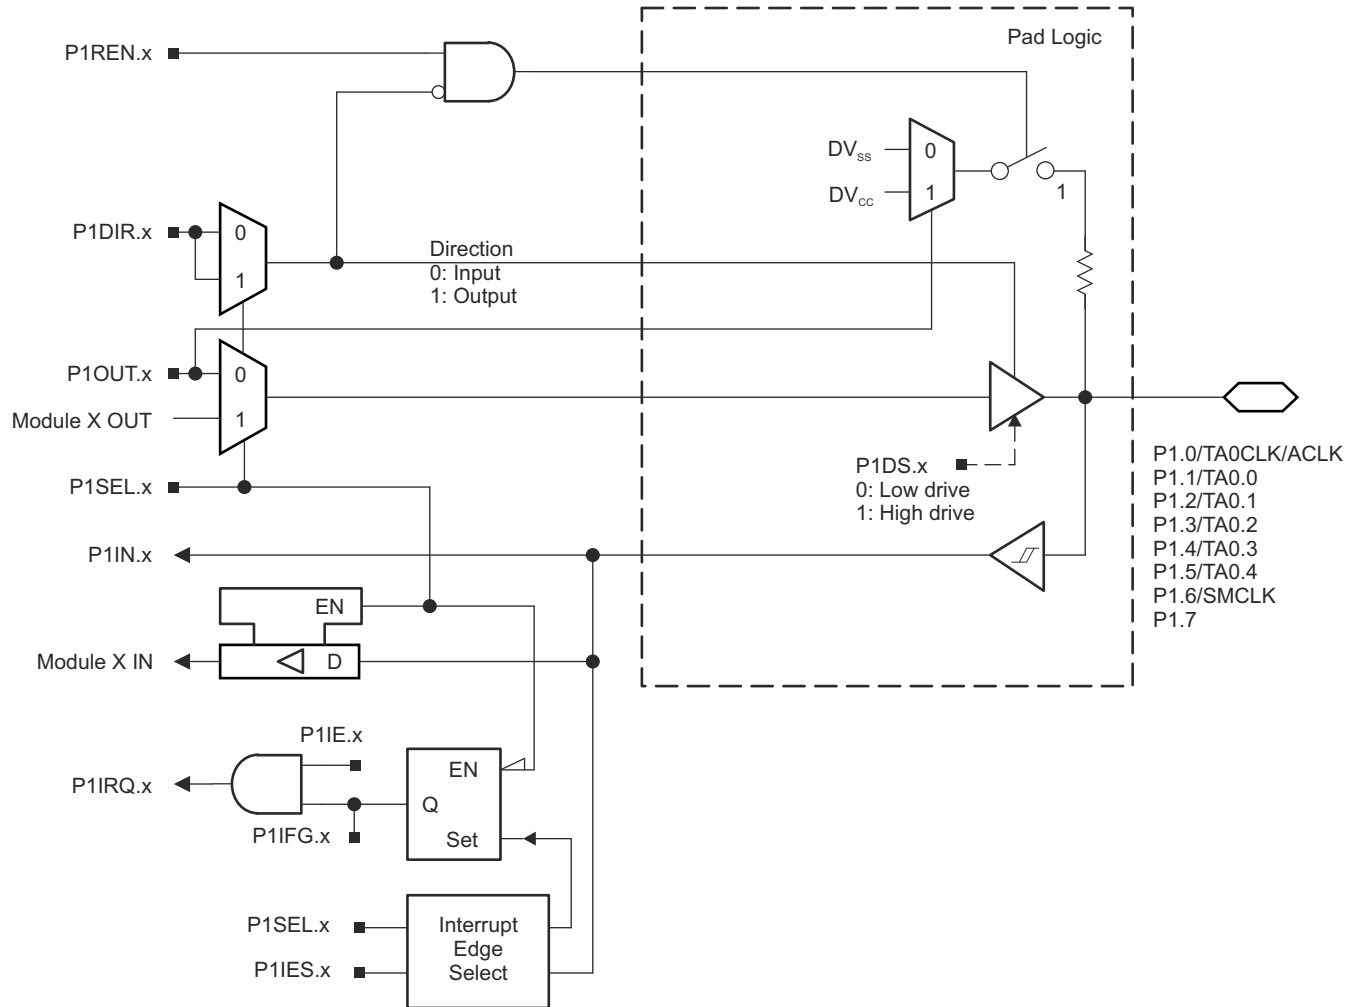 Pad Logic
P1REN.x
DVSS
0
DVCC
1
1
P1DIR.x
0
1
Direction
0: Input
1: Output
P1OUT.x
0
Module X OUT
1
P1DS.x
0: Low drive
1: High drive
P1SEL.x
P1.0/TA0CLK/ACLK
P1.1/TA0.0
P1.2/TA0.1
P1.3/TA0.2
P1.4/TA0.3
P1.5/TA0.4
P1.6/SMCLK
P1.7
P1IN.x
EN
Module X IN
D
P1IE.x
EN
P1IRQ.x
Q
P1IFG.x
Set
P1SEL.x
Interrupt
Edge
Select
P1IES.x